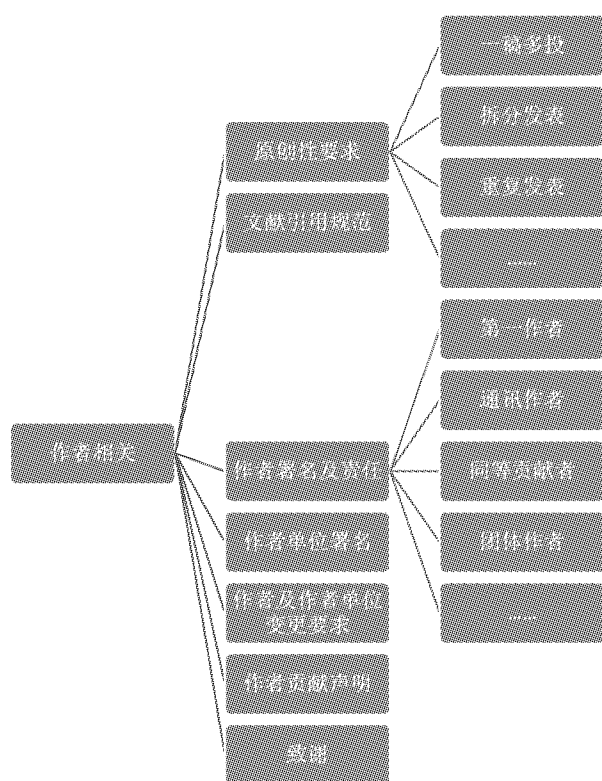 作者相关
原创性要求
一稿多投
拆分发表
重复发表
……
文献引用规范
作者署名及责任
第一作者
通讯作者
同等贡献者
团体作者
……
作者单位署名
作者及作者单位
变更要求
作者贡献声明
致谢